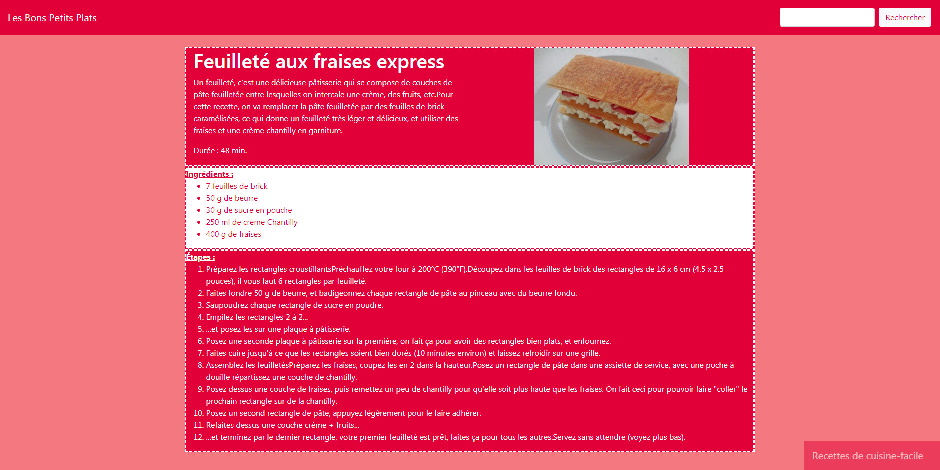 Les Bons Petits Plats
Rechercher
Feuilleté aux fraises express
Un feuilleté, c'est une délicieuse pâtisserie qui se compose de couches de
pâte feuilletée entre lesquelles on intercale une crème, des fruits, etc.Pour
cette recette, on va remplacer la pâte feuilletée par des feuilles de brick
caramélisées, ce qui donne un feuilleté très léger et délicieux, et utiliser des
fraises et une crème chantilly en garniture.
Durée : 48 min.
Ingrédients :
7 feuilles de brick
50 g de beurre
30 g de sucre en poudre
250 ml de crème Chantilly
400 g de fraises
Étapes :
1. Préparez les rectangles croustillantsPréchauffez votre four à 200°C (390°F).Découpez dans les feuilles de brick des rectangles de 16 x 6 cm (4.5 x 2.5
pouces), il vous faut 6 rectangles par feuilleté.
2. Faites fondre 50 g de beurre, et badigeonnez chaque rectangle de pâte au pinceau avec du beurre fondu.
3. Saupoudrez chaque rectangle de sucre en poudre.
4. Empilez les rectangles 2 à 2...
5. ...et posez les sur une plaque à pâtisserie.
6. Posez une seconde plaque à pâtisserie sur la première, on fait ça pour avoir des rectangles bien plats, et enfournez.
7. Faites cuire jusqu'à ce que les rectangles soient bien dorés (10 minutes environ) et laissez refroidir sur une grille.
8. Assemblez les feuilletésPréparez les fraises, coupez les en 2 dans la hauteur.Posez un rectangle de pâte dans une assiette de service, avec une poche à
douille répartissez une couche de chantilly.
9. Posez dessus une couche de fraises, puis remettez un peu de chantilly pour qu'elle soit plus haute que les fraises. On fait ceci pour pouvoir faire "coller" le
prochain rectangle sur de la chantilly.
10. Posez un second rectangle de pâte, appuyez légèrement pour le faire adhérer.
11. Refaites dessus une couche crème + fruits...
12. ...et terminez par le dernier rectangle, votre premier feuilleté est prêt, faites ça pour tous les autres.Servez sans attendre (voyez plus bas).
Recettes de cuisine-facile